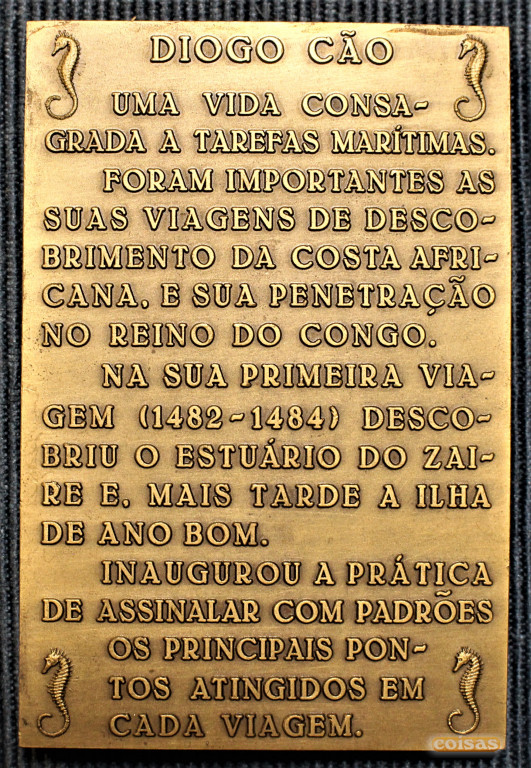 DIOGO CÃO
UMA VIDA CONSA-
GRADA A TAREFAS MARÍTIMAS.
FORAM IMPORTANTES AS
SUAS VIAGENS DE DESCO-
BRIMENTO DA COSTA AFRI-
CANA, E SUA PENETRAÇÃO
NO REINO DO CONGO.
NA SUA PRIMEIRA VIA-
GEM (1482-1484) DESCO-
BRIU O ESTUÁRIO DO ZAI-
RE E, MAIS TARDE A ILHA
DE ANO BOM.
INAUGUROU A PRÁTICA
DE ASSINALAR COM PADRÕES
OS PRINCIPAIS PON-
TOS ATINGIDOS EM
CADA VIAGEM.
coisas